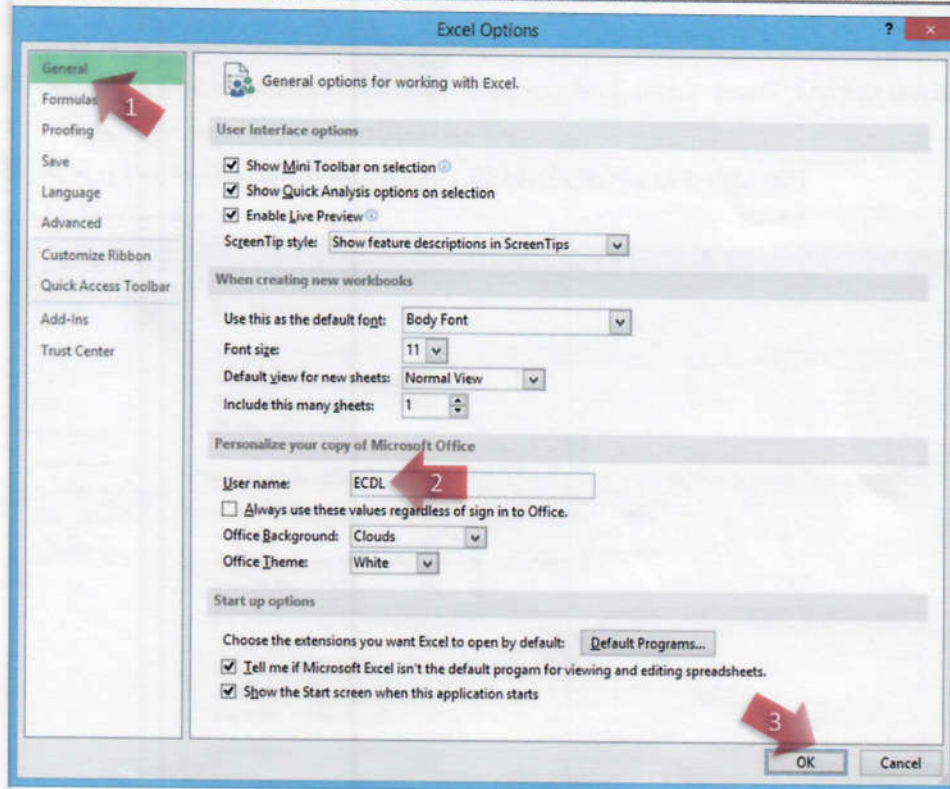 Excel Options
?
×
General
1
Formulas
Proofing
Save
Language
Advanced
Customize Ribbon
Quick Access Toolbar
Add-Ins
Trust Center
General options for working with Excel.
User Interface options
Show Mini Toolbar on selection
Show Quick Analysis options on selection
Enable Live Preview
ScreenTip style: Show feature descriptions in ScreenTips
When creating new workbooks
Use this as the default font: Body Font
Font size: 11
Default view for new sheets: Normal View
Include this many sheets: 1
Personalize your copy of Microsoft Office
User name: ECDL 2
Always use these values regardless of sign in to Office.
Office Background: Clouds
Office Theme: White
Start up options
Choose the extensions you want Excel to open by default: Default Programs...
Tell me if Microsoft Excel isn't the default progam for viewing and editing spreadsheets.
Show the Start screen when this application starts
3
OK Cancel